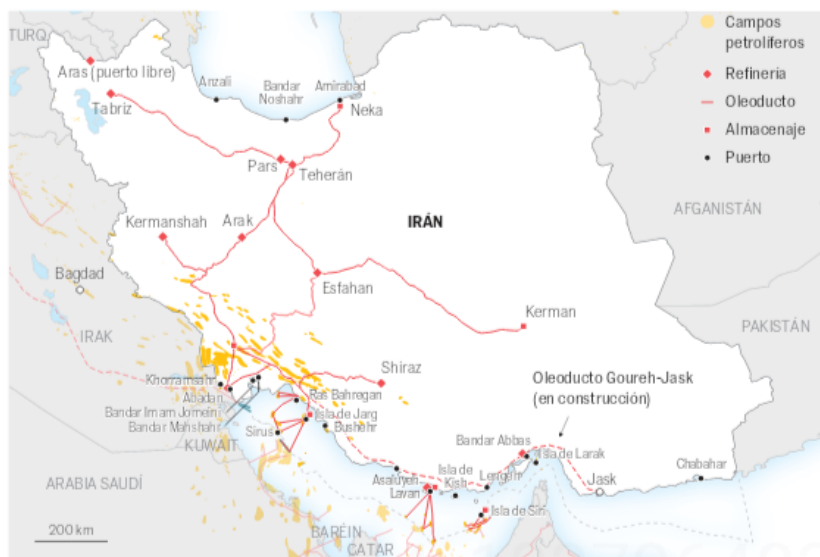 TURQ.
Aras (puerto libre)
Tabriz
Anzali
Bandar
Noshahr
Amirabad
Neka
Campos
petrolíferos
Refinería
Oleoducto
Almacenaje
Puerto
Pars
Teherán
Kermanshah
Arak
IRÁN
AFGANISTÁN
Bagdad
Esfahan
IRAK
Kerman
PAKISTÁN
Shiraz
Oleoducto Goureh-Jask
(en construcción)
Khorramsahr
Abadan
Bandar Imam Jomeini
Bandar Mahshahr
KUWAIT
Ras Bahregan
Isla de Jarg
Bushehr
Sirus
Bandar Abbas
Isla de Larak
Asaluyeh
Lavan
Isla de
Kish
Lengeh
Isla de Siri
Jask
Chabahar
ARABIA SAUDÍ
200 km
BARÉIN
CATAR